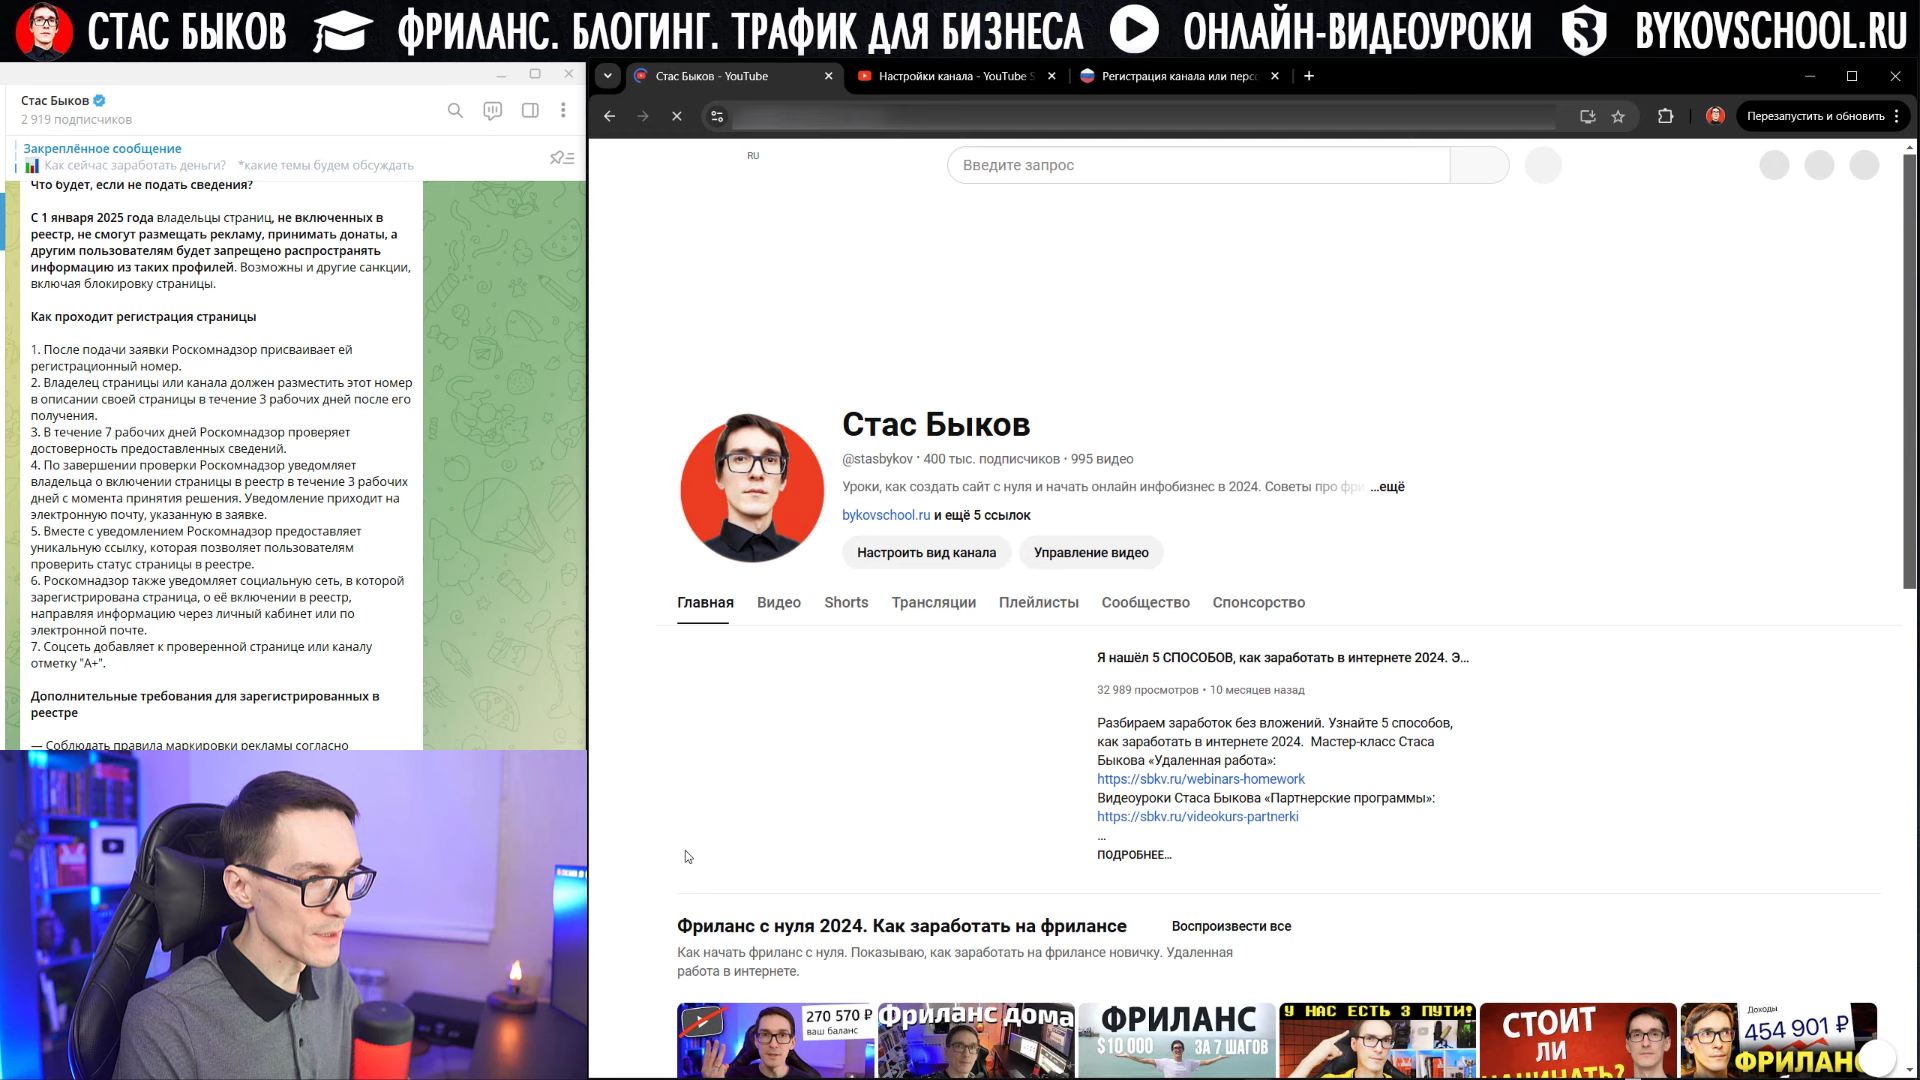 СТАС БЫКОВ ФРИЛАНС. БЛОГИНГ. ТРАФИК ДЛЯ БИЗНЕСА ОНЛАЙН-ВИДЕОУРОКИ BYKOVSCHOOL.RU
Стас Быков
2 919 подписчиков
Закреплённое сообщение
Как сейчас заработать деньги? *какие темы будем обсуждать
Что будет, если не подать сведения?
С 1 января 2025 года владельцы страниц, не включенных в
реестр, не смогут размещать рекламу, принимать донаты, а
другим пользователям будет запрещено распространять
информацию из таких профилей. Возможны и другие санкции,
включая блокировку страницы.
Как проходит регистрация страницы
1. После подачи заявки Роскомнадзор присваивает ей
регистрационный номер.
2. Владелец страницы или канала должен разместить этот номер
в описании своей страницы в течение 3 рабочих дней после его
получения.
3. В течение 7 рабочих дней Роскомнадзор проверяет
достоверность предоставленных сведений.
4. По завершении проверки Роскомнадзор уведомляет
владельца о включении страницы в реестр в течение 3 рабочих
дней с момента принятия решения. Уведомление приходит на
электронную почту, указанную в заявке.
5. Вместе с уведомлением Роскомнадзор предоставляет
уникальную ссылку, которая позволяет пользователям
проверить статус страницы в реестре.
6. Роскомнадзор также уведомляет социальную сеть, в которой
зарегистрирована страница, о её включении в реестр,
направляя информацию через личный кабинет или по
электронной почте.
7. Соцсеть добавляет к проверенной странице или каналу
отметку "А+".
Дополнительные требования для зарегистрированных в
реестре
— Соблюдать правила маркировки рекламы согласно
Стас Быков - YouTube
Настройки канала - YouTube S
Регистрация канала или персо
Перезапустить и обновить
RU
Введите запрос
Стас Быков
@stasbykov · 400 тыс. подписчиков · 995 видео
Уроки, как создать сайт с нуля и начать онлайн инфобизнес в 2024. Советы про фри ...ещё
bykovschool.ru и ещё 5 ссылок
Настроить вид канала Управление видео
Главная Видео Shorts Трансляции Плейлисты Сообщество Спонсорство
Я нашёл 5 СПОСОБОВ, как заработать в интернете 2024. Э...
32 989 просмотров • 10 месяцев назад
Разбираем заработок без вложений. Узнайте 5 способов,
как заработать в интернете 2024. Мастер-класс Стаса
Быкова «Удаленная работа»:
https://sbkv.ru/webinars-homework
Видеоуроки Стаса Быкова «Партнерские программы»:
https://sbkv.ru/videokurs-partnerki
...
ПОДРОБНЕЕ...
Фриланс с нуля 2024. Как заработать на фрилансе Воспроизвести все
Как начать фриланс с нуля. Показываю, как заработать на фрилансе новичку. Удаленная
работа в интернете.
270 570 ₽
ваш баланс
Фриланс дома
ФРИЛАНС
$10 000 ЗА 7 ШАГОВ
У НАС ЕСТЬ 3 ПУТИ!
СТОИТ
ЛИ
НАЧИНАТЬ?
Доходы
454 901 ₽
ФРИЛАНС